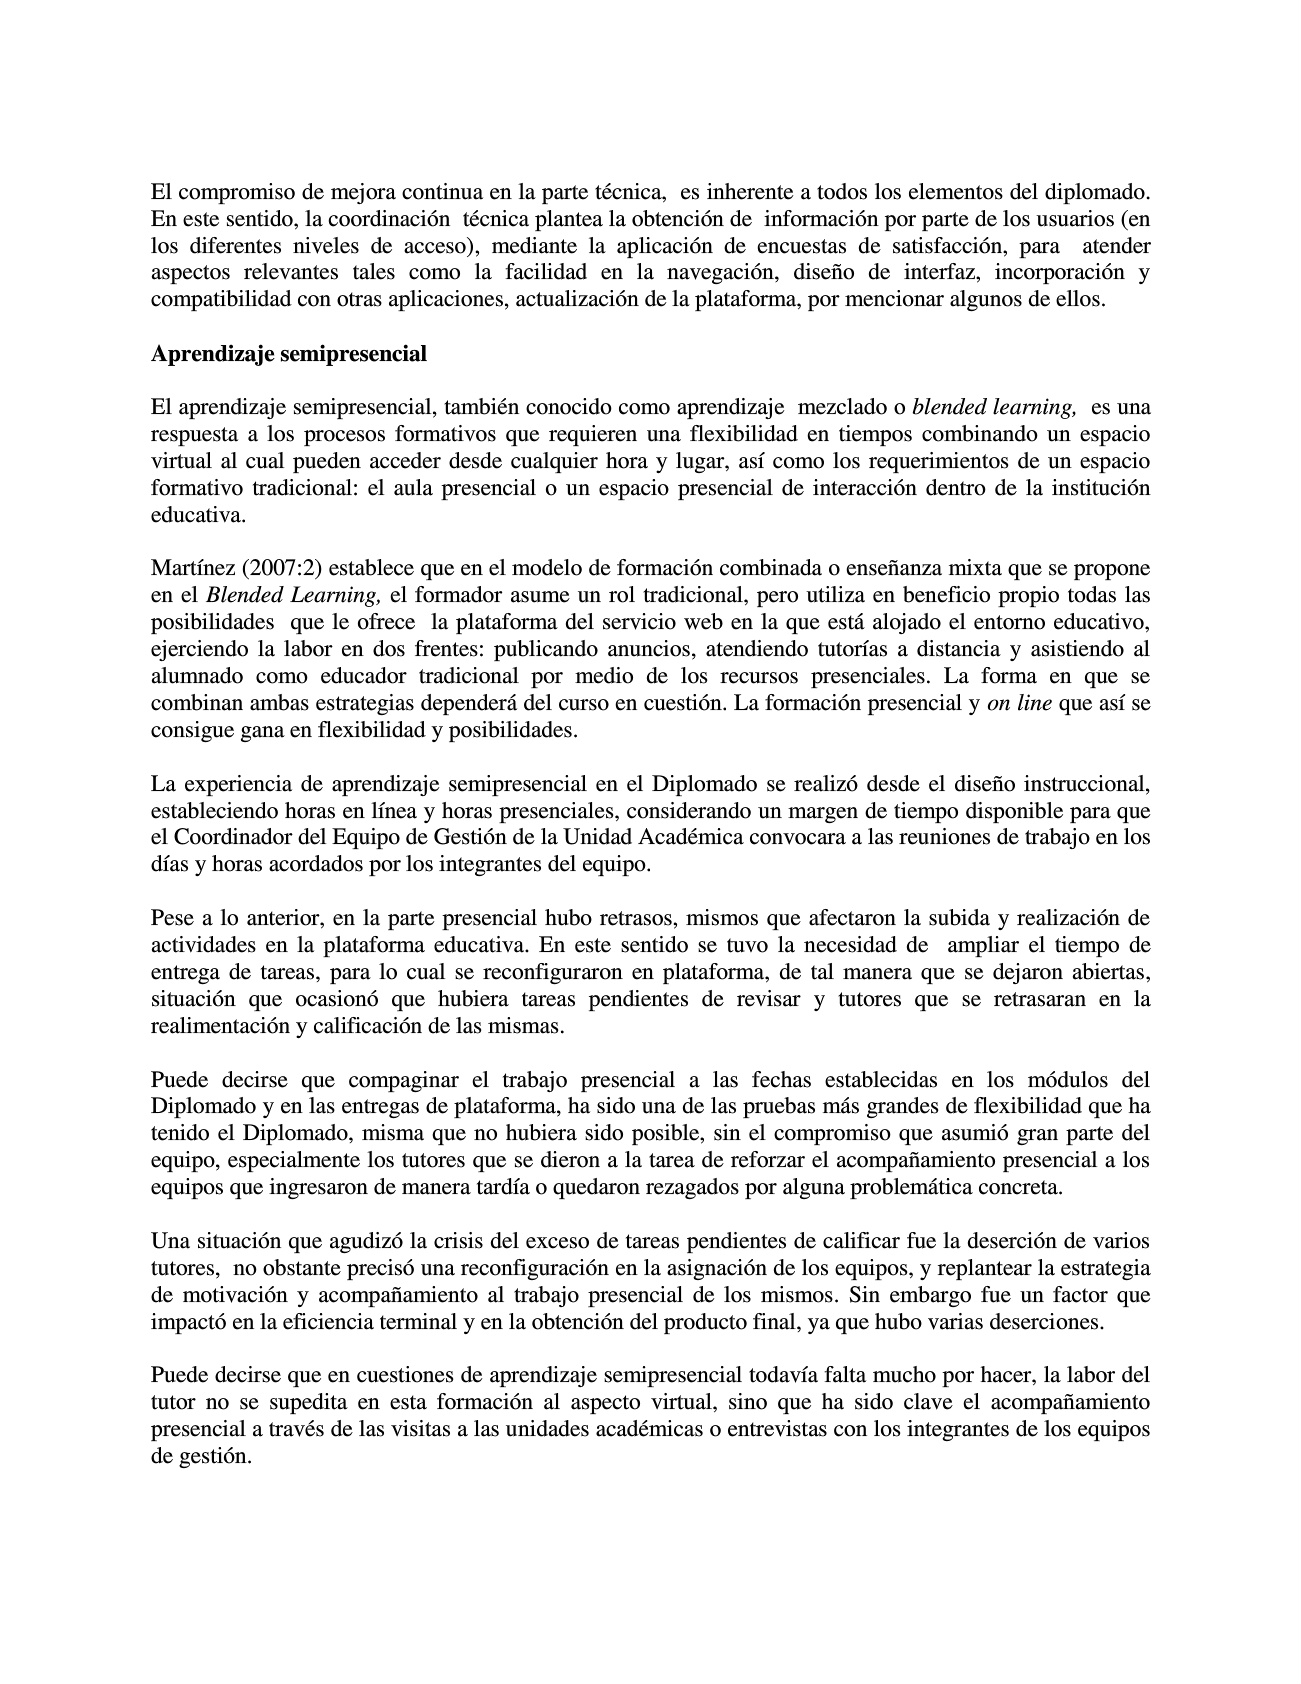 El compromiso de mejora continua en la parte técnica,  es inherente a todos los elementos del diplomado.
En este sentido, la coordinación  técnica plantea la obtención de  información por parte de los usuarios (en
los diferentes niveles de acceso), mediante la aplicación de encuestas de satisfacción, para  atender
aspectos relevantes tales como la facilidad en la navegación, diseño de interfaz, incorporación y
compatibilidad con otras aplicaciones, actualización de la plataforma, por mencionar algunos de ellos.
Aprendizaje semipresencial
El aprendizaje semipresencial, también conocido como aprendizaje  mezclado o blended learning,  es una
respuesta a los procesos formativos que requieren una flexibilidad en tiempos combinando un espacio
virtual al cual pueden acceder desde cualquier hora y lugar, así como los requerimientos de un espacio
formativo tradicional: el aula presencial o un espacio presencial de interacción dentro de la institución
educativa.
Martínez (2007:2) establece que en el modelo de formación combinada o enseñanza mixta que se propone
en el Blended Learning, el formador asume un rol tradicional, pero utiliza en beneficio propio todas las
posibilidades  que le ofrece  la plataforma del servicio web en la que está alojado el entorno educativo,
ejerciendo la labor en dos frentes: publicando anuncios, atendiendo tutorías a distancia y asistiendo al
alumnado como educador tradicional por medio de los recursos presenciales. La forma en que se
combinan ambas estrategias dependerá del curso en cuestión. La formación presencial y on line que así se
consigue gana en flexibilidad y posibilidades.
La experiencia de aprendizaje semipresencial en el Diplomado se realizó desde el diseño instruccional,
estableciendo horas en línea y horas presenciales, considerando un margen de tiempo disponible para que
el Coordinador del Equipo de Gestión de la Unidad Académica convocara a las reuniones de trabajo en los
días y horas acordados por los integrantes del equipo.
Pese a lo anterior, en la parte presencial hubo retrasos, mismos que afectaron la subida y realización de
actividades en la plataforma educativa. En este sentido se tuvo la necesidad de  ampliar el tiempo de
entrega de tareas, para lo cual se reconfiguraron en plataforma, de tal manera que se dejaron abiertas,
situación que ocasionó que hubiera tareas pendientes de revisar y tutores que se retrasaran en la
realimentación y calificación de las mismas.
Puede decirse que compaginar el trabajo presencial a las fechas establecidas en los módulos del
Diplomado y en las entregas de plataforma, ha sido una de las pruebas más grandes de flexibilidad que ha
tenido el Diplomado, misma que no hubiera sido posible, sin el compromiso que asumió gran parte del
equipo, especialmente los tutores que se dieron a la tarea de reforzar el acompañamiento presencial a los
equipos que ingresaron de manera tardía o quedaron rezagados por alguna problemática concreta.
Una situación que agudizó la crisis del exceso de tareas pendientes de calificar fue la deserción de varios
tutores,  no obstante precisó una reconfiguración en la asignación de los equipos, y replantear la estrategia
de motivación y acompañamiento al trabajo presencial de los mismos. Sin embargo fue un factor que
impactó en la eficiencia terminal y en la obtención del producto final, ya que hubo varias deserciones.
Puede decirse que en cuestiones de aprendizaje semipresencial todavía falta mucho por hacer, la labor del
tutor no se supedita en esta formación al aspecto virtual, sino que ha sido clave el acompañamiento
presencial a través de las visitas a las unidades académicas o entrevistas con los integrantes de los equipos
de gestión.